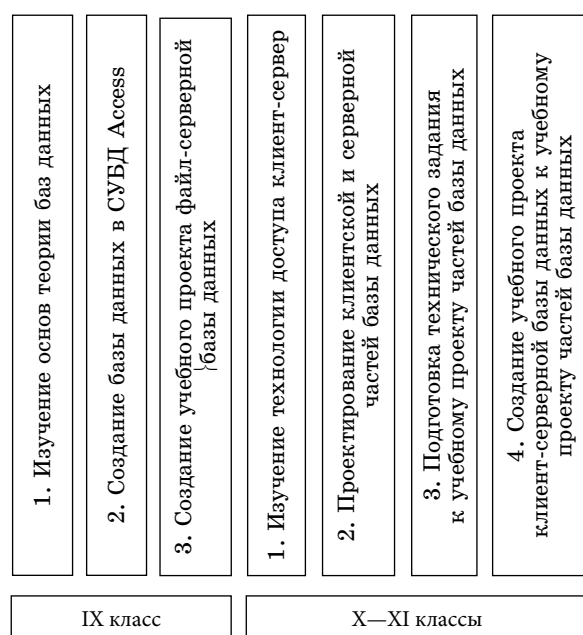 1. Изучение основ теории баз данных
2. Создание базы данных в СУБД Access
3. Создание учебного проекта файл-серверной
}базы данных
1. Изучение технологии доступа клиент-сервер
2. Проектирование клиентской и серверной
частей базы данных
3. Подготовка технического задания
к учебному проекту частей базы данных
4. Создание учебного проекта
клиент-серверной базы данных к учебному
проекту частей базы данных
IX класс
X—XI классы